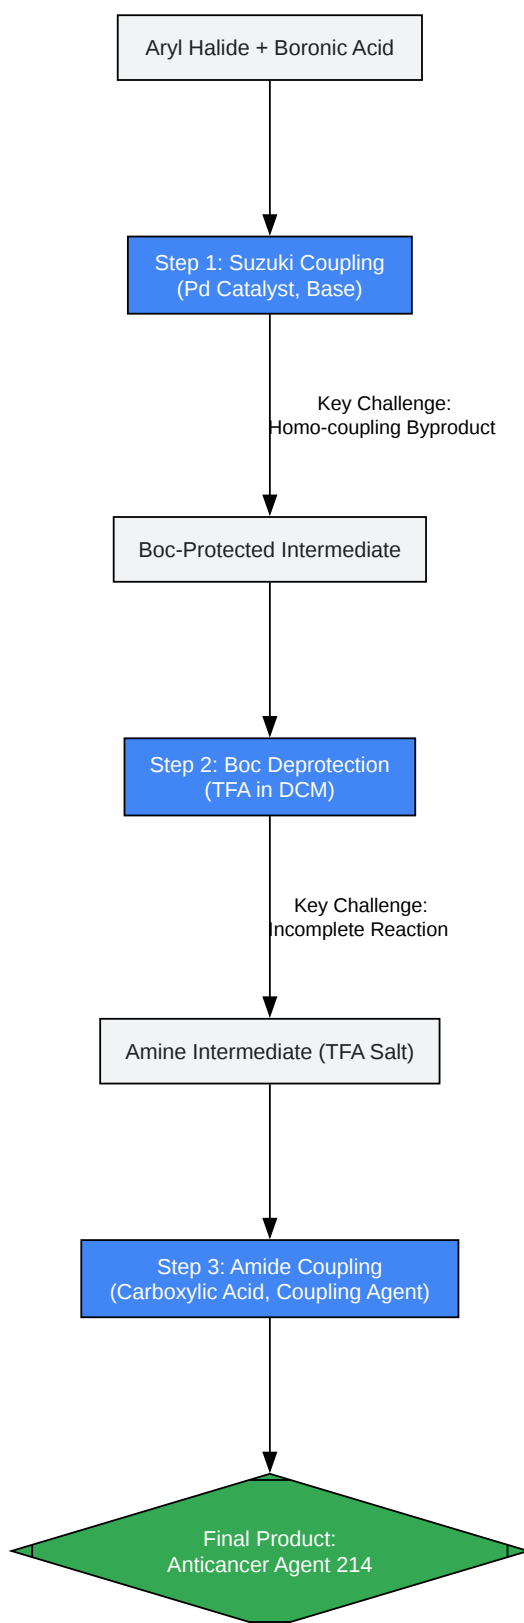 Aryl Halide + Boronic Acid
Step 1: Suzuki Coupling
(Pd Catalyst, Base)
Key Challenge:
Homo-coupling Byproduct
Boc-Protected Intermediate
Step 2: Boc Deprotection
(TFA in DCM)
Key Challenge:
Incomplete Reaction
Amine Intermediate (TFA Salt)
Step 3: Amide Coupling
(Carboxylic Acid, Coupling Agent)
Final Product:
Anticancer Agent 214